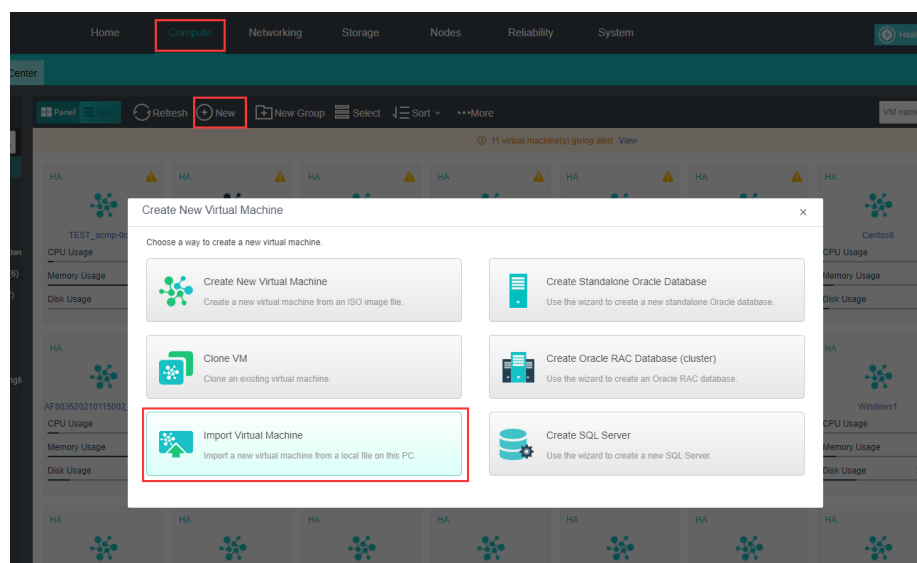 Home Compute Networking Storage Nodes Reliability System
Center
Panel Refresh New New Group Select Sort More
VM name
11 virtual machine(s) giving alert View
HA HA HA HA HA HA HA
TEST_acmp-0c Centos8
CPU Usage CPU Usage
Memory Usage Memory Usage
Disk Usage Disk Usage
Create New Virtual Machine
Choose a way to create a new virtual machine.
Create New Virtual Machine
Create a new virtual machine from an ISO image file.
Create Standalone Oracle Database
Use the wizard to create a new standalone Oracle database.
Clone VM
Clone an existing virtual machine.
Create Oracle RAC Database (cluster)
Use the wizard to create an Oracle RAC database.
Import Virtual Machine
Import a new virtual machine from a local file on this PC.
Create SQL Server
Use the wizard to create a new SQL Server.
HA HA
AF803520210115002_ Windows1
CPU Usage CPU Usage
Memory Usage Memory Usage
Disk Usage Disk Usage
HA HA HA HA HA HA HA